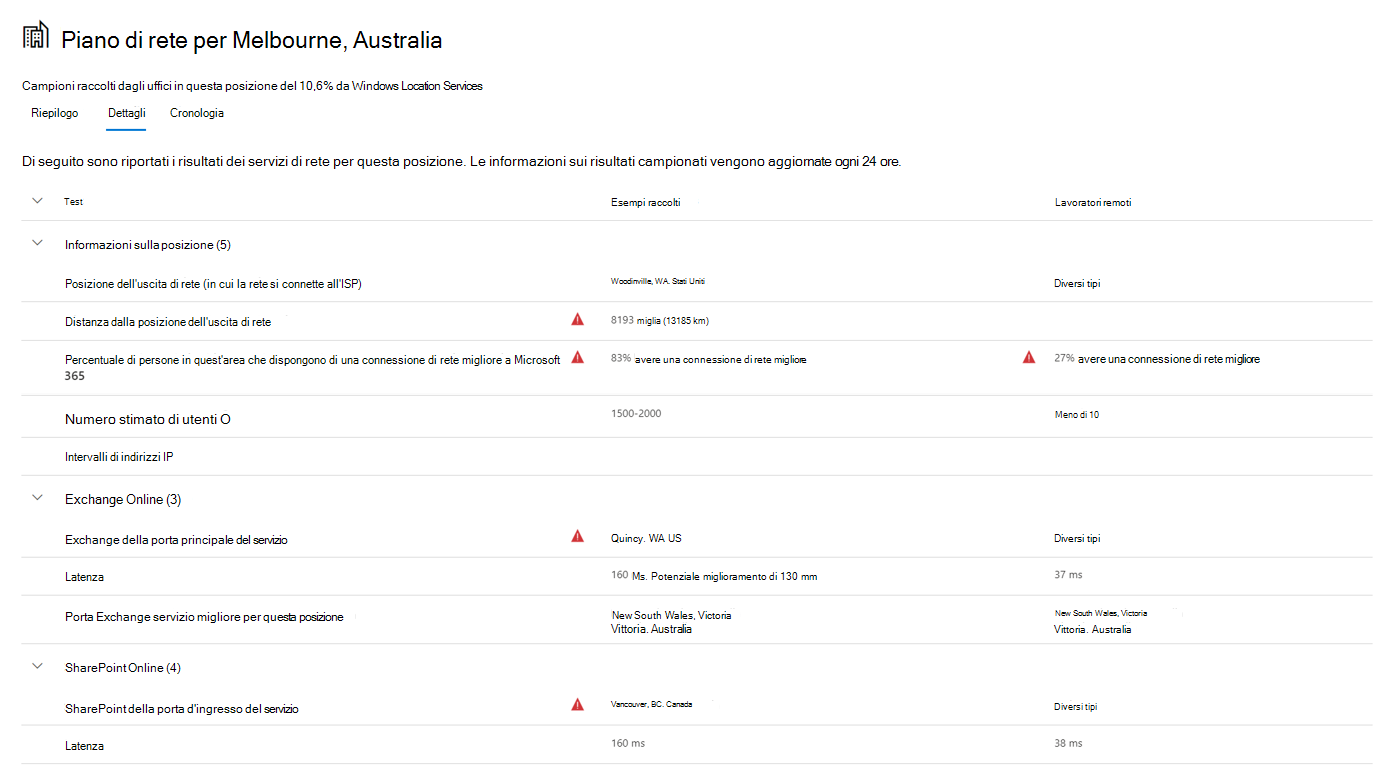 Piano di rete per Melbourne, Australia
Campioni raccolti dagli uffici in questa posizione del 10,6% da Windows Location Services
Riepilogo Dettagli Cronologia
Di seguito sono riportati i risultati dei servizi di rete per questa posizione. Le informazioni sui risultati campionati vengono aggiornate ogni 24 ore.
Test Esempi raccolti Lavoratori remoti
Informazioni sulla posizione (5)
Posizione dell'uscita di rete (in cui la rete si connette all'ISP) Woodinville, WA. Stati Uniti Diversi tipi
Distanza dalla posizione dell'uscita di rete 8193 miglia (13185 km)
Percentuale di persone in quest'area che dispongono di una connessione di rete migliore a Microsoft 83% avere una connessione di rete migliore 27% avere una connessione di rete migliore
365
Numero stimato di utenti O 1500-2000 Meno di 10
Intervalli di indirizzi IP
Exchange Online (3)
Exchange della porta principale del servizio Quincy. WA US Diversi tipi
Latenza 160 Ms. Potenziale miglioramento di 130 mm 37 ms
Porta Exchange servizio migliore per questa posizione New South Wales, Victoria New South Wales, Victoria
Vittoria. Australia Vittoria. Australia
SharePoint Online (4)
SharePoint della porta d'ingresso del servizio Vancouver, BC. Canada Diversi tipi
Latenza 160 ms 38 ms